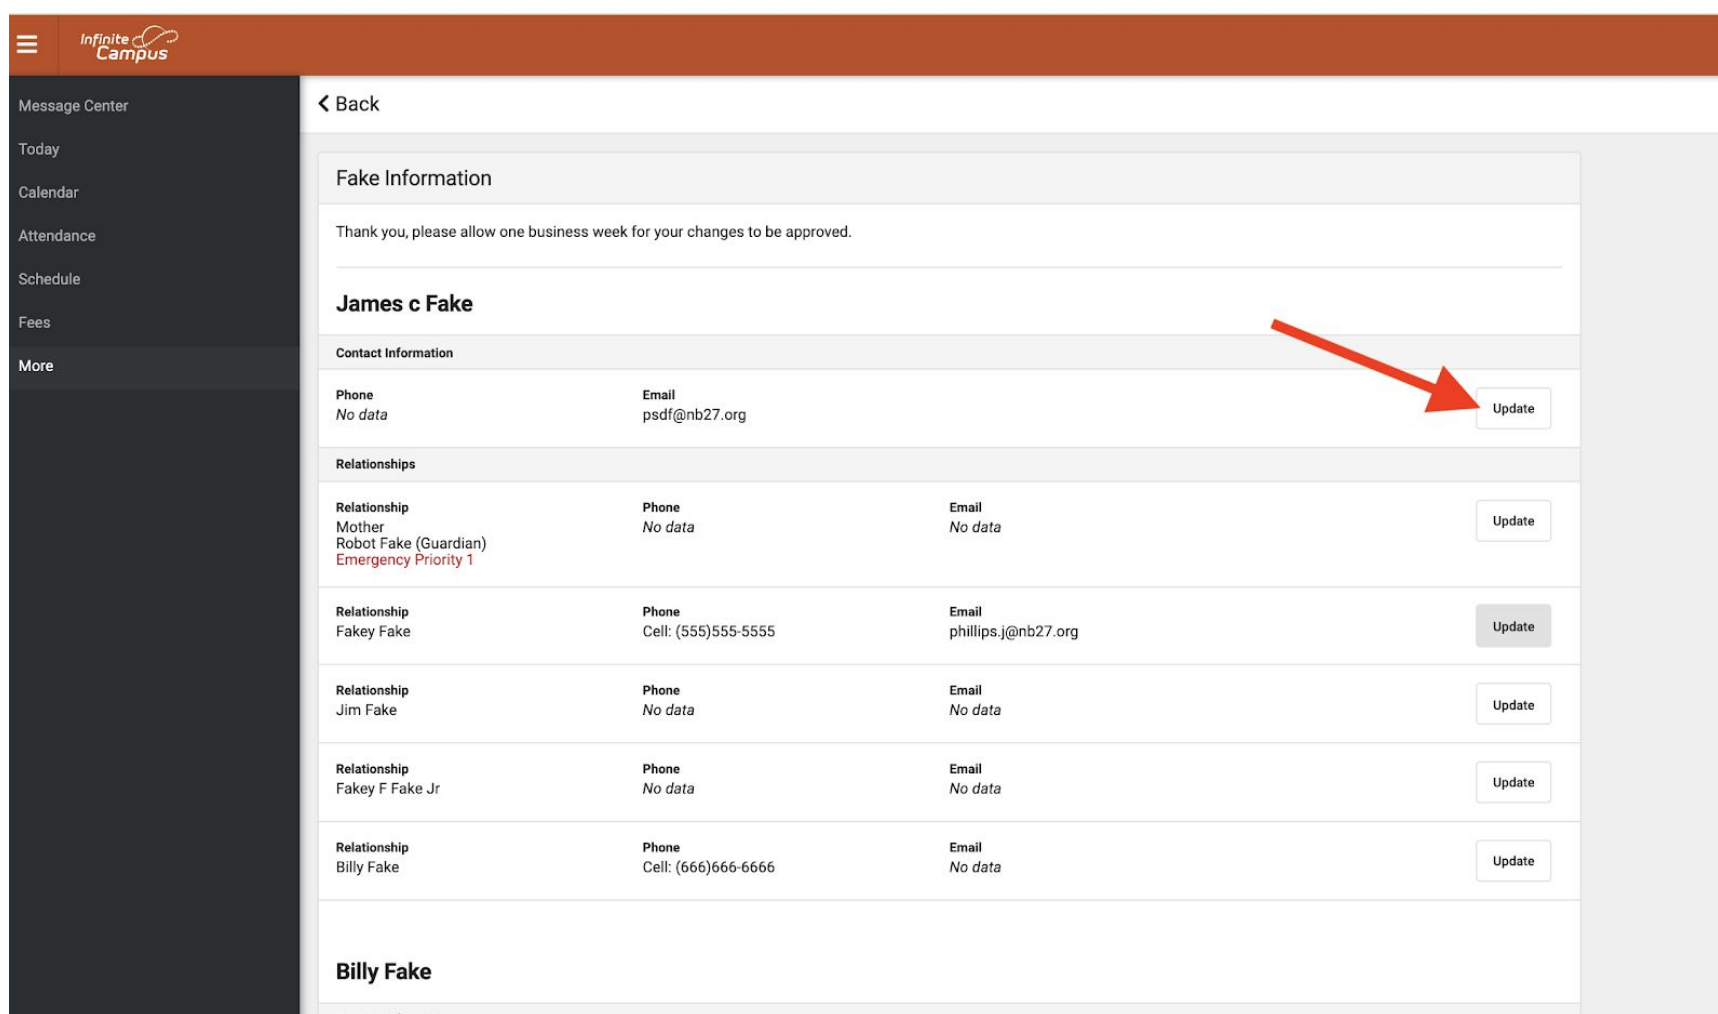 Infinite
Campus
Message Center
Today
Calendar
Attendance
Schedule
Fees
More
Back
Fake Information
Thank you, please allow one business week for your changes to be approved.
James c Fake
Contact Information
Phone Email
No data psdf@nb27.org Update
Relationships
Relationship Phone Email
Mother No data No data Update
Robot Fake (Guardian)
Emergency Priority 1
Relationship Phone Email
Fakey Fake Cell: (555)555-5555 phillips.j@nb27.org Update
Relationship Phone Email
Jim Fake No data No data Update
Relationship Phone Email
Fakey F Fake Jr No data No data Update
Relationship Phone Email
Billy Fake Cell: (666)666-6666 No data Update
Billy Fake